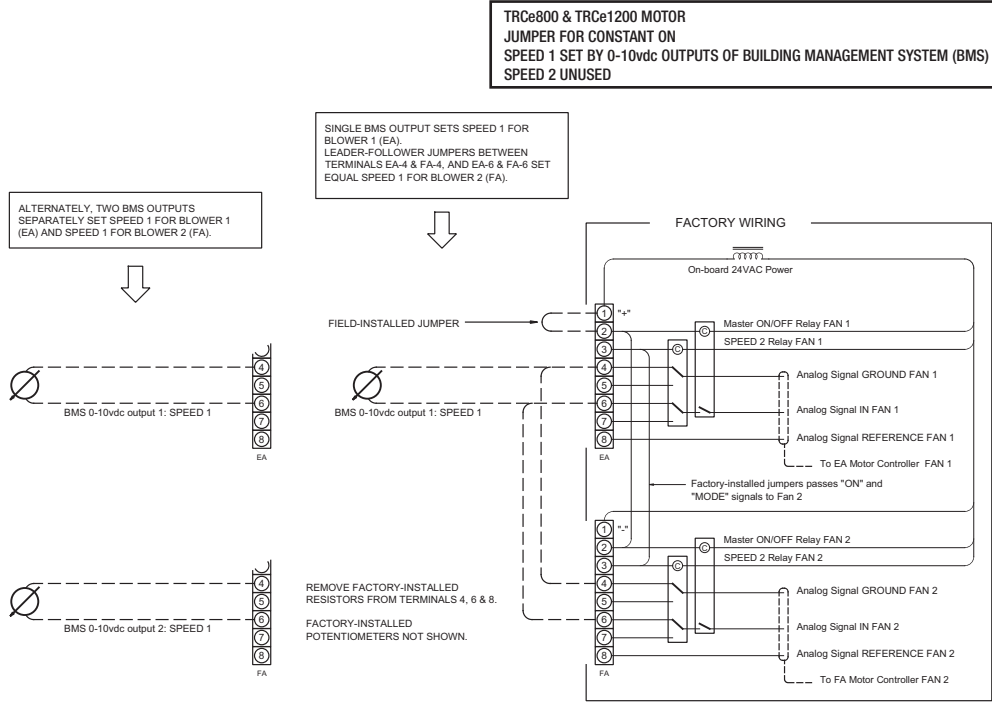 TRCe800 & TRCe1200 MOTOR
JUMPER FOR CONSTANT ON
SPEED 1 SET BY 0-10vdc OUTPUTS OF BUILDING MANAGEMENT SYSTEM (BMS)
SPEED 2 UNUSED
SINGLE BMS OUTPUT SETS SPEED 1 FOR
BLOWER 1 (EA).
LEADER-FOLLOWER JUMPERS BETWEEN
TERMINALS EA-4 & FA-4, AND EA-6 & FA-6 SET
EQUAL SPEED 1 FOR BLOWER 2 (FA).
ALTERNATELY, TWO BMS OUTPUTS
SEPARATELY SET SPEED 1 FOR BLOWER 1
(EA) AND SPEED 1 FOR BLOWER 2 (FA).
FACTORY WIRING
On-board 24VAC Power
FIELD-INSTALLED JUMPER
1 "+"
2
3
4
5
6
7
8
EA
Master ON/OFF Relay FAN 1
C
SPEED 2 Relay FAN 1
C
Analog Signal GROUND FAN 1
Analog Signal IN FAN 1
Analog Signal REFERENCE FAN 1
To EA Motor Controller FAN 1
BMS 0-10vdc output 1: SPEED 1
4
5
6
7
8
EA
BMS 0-10vdc output 1: SPEED 1
Factory-installed jumpers passes "ON" and
"MODE" signals to Fan 2
1 "-"
2
3
4
5
6
7
8
FA
Master ON/OFF Relay FAN 2
C
SPEED 2 Relay FAN 2
C
Analog Signal GROUND FAN 2
Analog Signal IN FAN 2
Analog Signal REFERENCE FAN 2
To FA Motor Controller FAN 2
BMS 0-10vdc output 2: SPEED 1
4
5
6
7
8
FA
REMOVE FACTORY-INSTALLED
RESISTORS FROM TERMINALS 4, 6 & 8.
FACTORY-INSTALLED
POTENTIOMETERS NOT SHOWN.